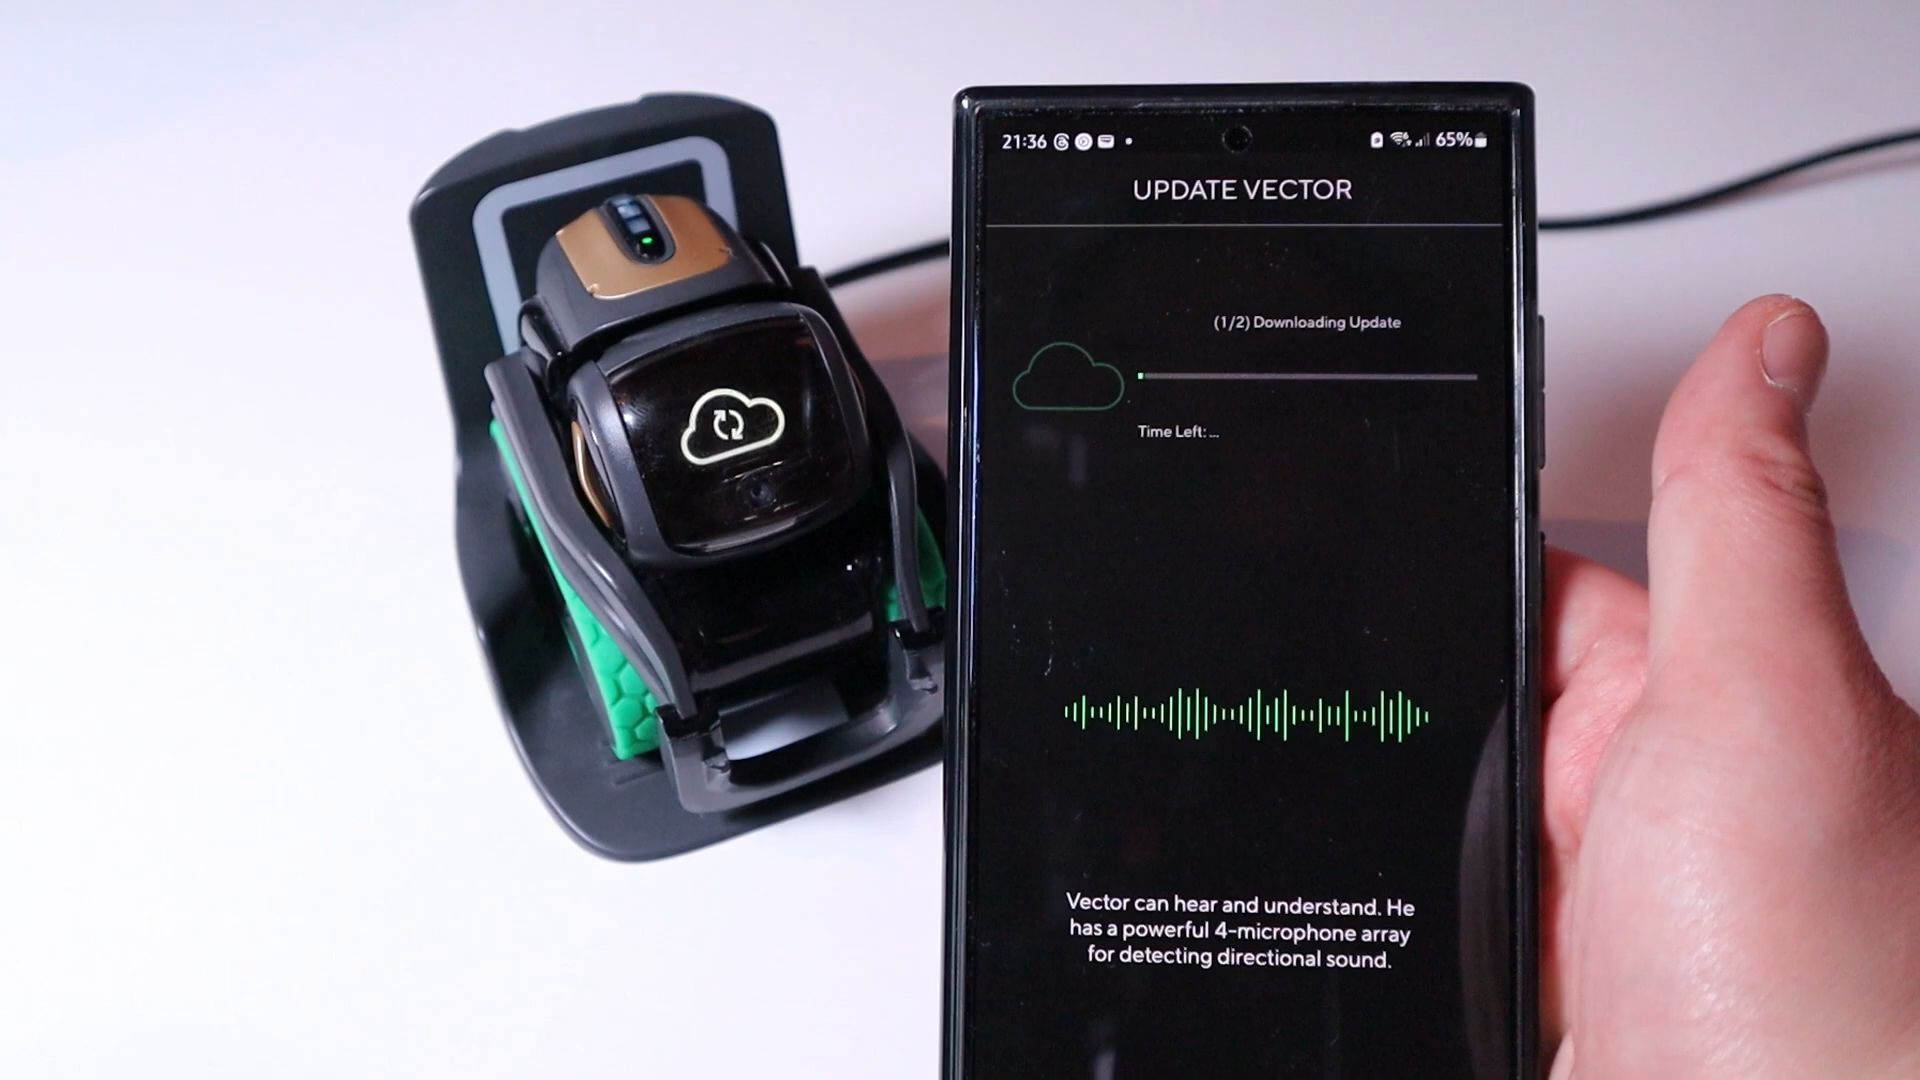 21:36 65%
UPDATE VECTOR
(1/2) Downloading Update
Time Left: ...
Vector can hear and understand. He
has a powerful 4-microphone array
for detecting directional sound.